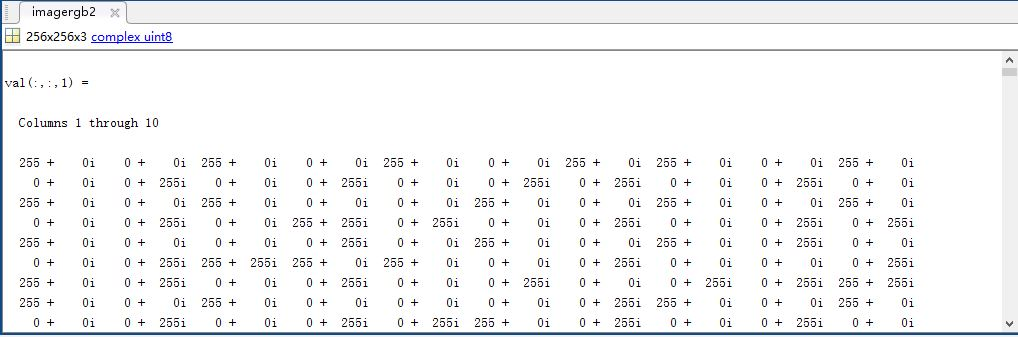 imagergb2
256x256x3 complex uint8
val(:,:,1) =
Columns 1 through 10
255 + 0i 0 + 0i 255 + 0i 0 + 0i 255 + 0i 0 + 0i 255 + 0i 255 + 0i 0 + 0i 255 + 0i
0 + 0i 0 + 255i 0 + 0i 0 + 255i 0 + 0i 0 + 255i 0 + 255i 0 + 0i 0 + 255i 0 + 0i
255 + 0i 0 + 0i 255 + 0i 0 + 0i 0 + 0i 255 + 0i 0 + 0i 255 + 0i 0 + 0i 255 + 0i
0 + 0i 0 + 255i 0 + 0i 255 + 255i 0 + 255i 0 + 0i 0 + 255i 0 + 0i 0 + 255i 0 + 255i
255 + 0i 0 + 0i 0 + 0i 0 + 255i 0 + 0i 255 + 0i 0 + 0i 255 + 0i 0 + 0i 255 + 0i
0 + 0i 0 + 255i 255 + 255i 255 + 0i 255 + 0i 0 + 0i 0 + 255i 0 + 0i 0 + 255i 0 + 0i
255 + 0i 0 + 255i 0 + 0i 0 + 255i 0 + 0i 0 + 255i 0 + 0i 0 + 255i 0 + 255i 255 + 255i
255 + 0i 0 + 0i 255 + 0i 0 + 0i 0 + 0i 0 + 0i 0 + 255i 255 + 0i 0 + 0i 255 + 0i
0 + 0i 0 + 255i 0 + 0i 0 + 255i 0 + 255i 255 + 0i 0 + 255i 0 + 0i 0 + 255i 0 + 0i